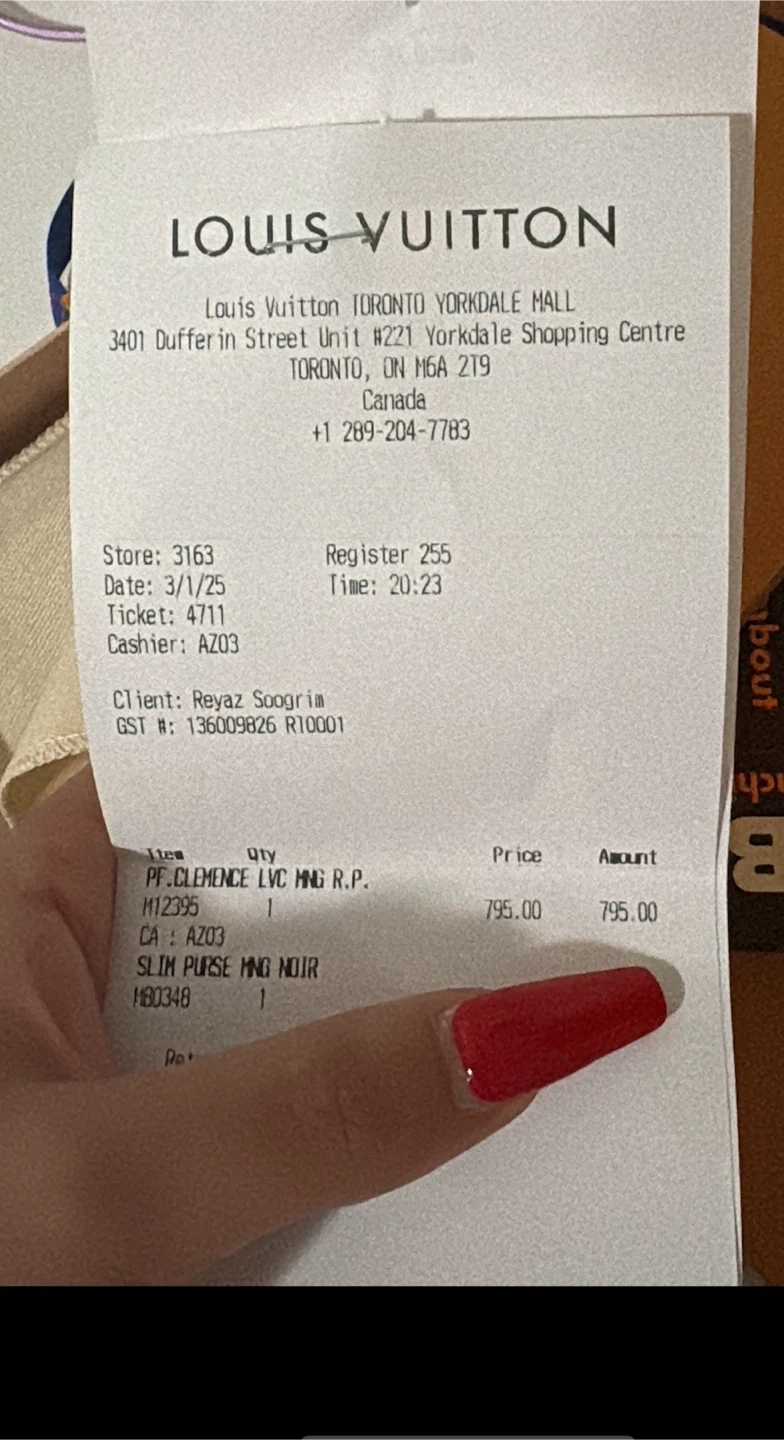 LOUIS VUITTON
Louis Vuitton TORONTO YORKDALE MALL
3401 Dufferin Street Unit #221 Yorkdale Shopping Centre
TORONTO, ON M6A 2T9
Canada
+1 289-204-7783
Store: 3163 Register 255
Date: 3/1/25 Time: 20:23
Ticket: 4711
Cashier: AZ03
Client: Reyaz Soogrim
GST #: 136009826 RT0001
Item Qty Price Amount
PF.CLEMENCE LVC MNG R.P.
M12395 1 795.00 795.00
CA : AZ03
SLIM PURSE MNG NOIR
M80348 1